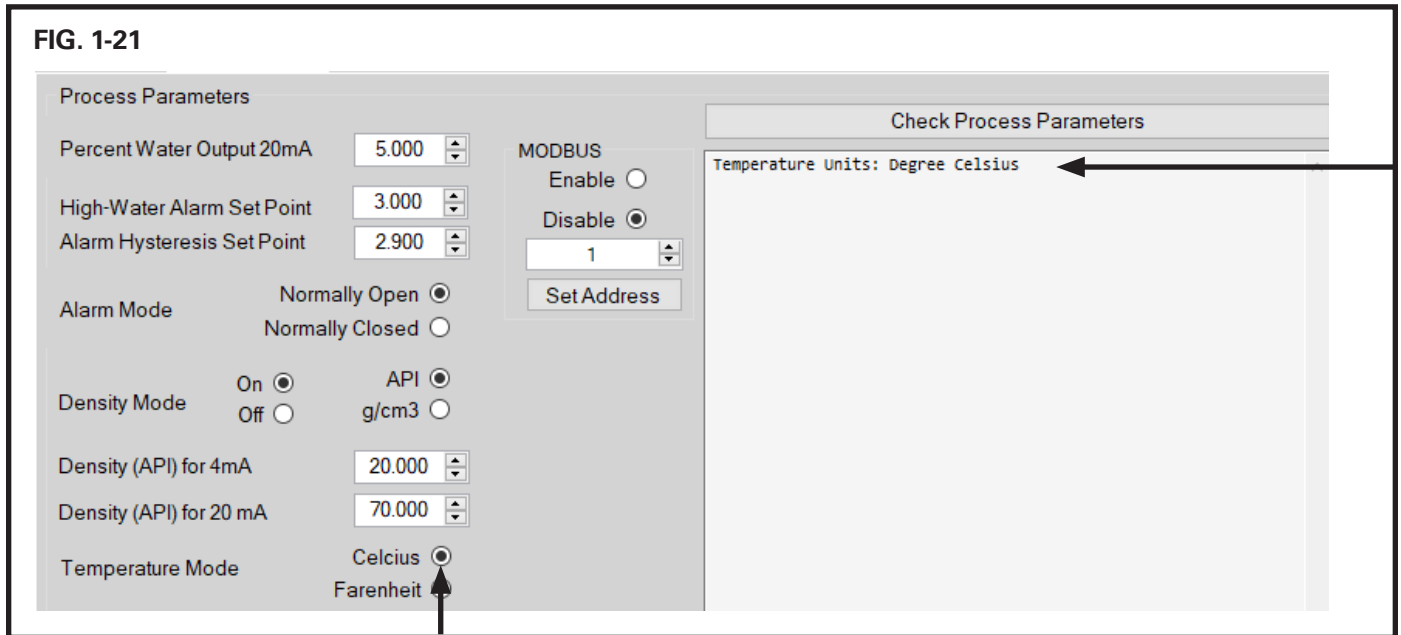 FIG. 1-21
Process Parameters
Percent Water Output 20mA 5.000
High-Water Alarm Set Point 3.000
Alarm Hysteresis Set Point 2.900
Alarm Mode Normally Open
Normally Closed
Density Mode On API
Off g/cm3
Density (API) for 4mA 20.000
Density (API) for 20 mA 70.000
Temperature Mode Celcius
Farenheit
MODBUS
Enable
Disable
1
Set Address
Check Process Parameters
Temperature Units: Degree Celsius